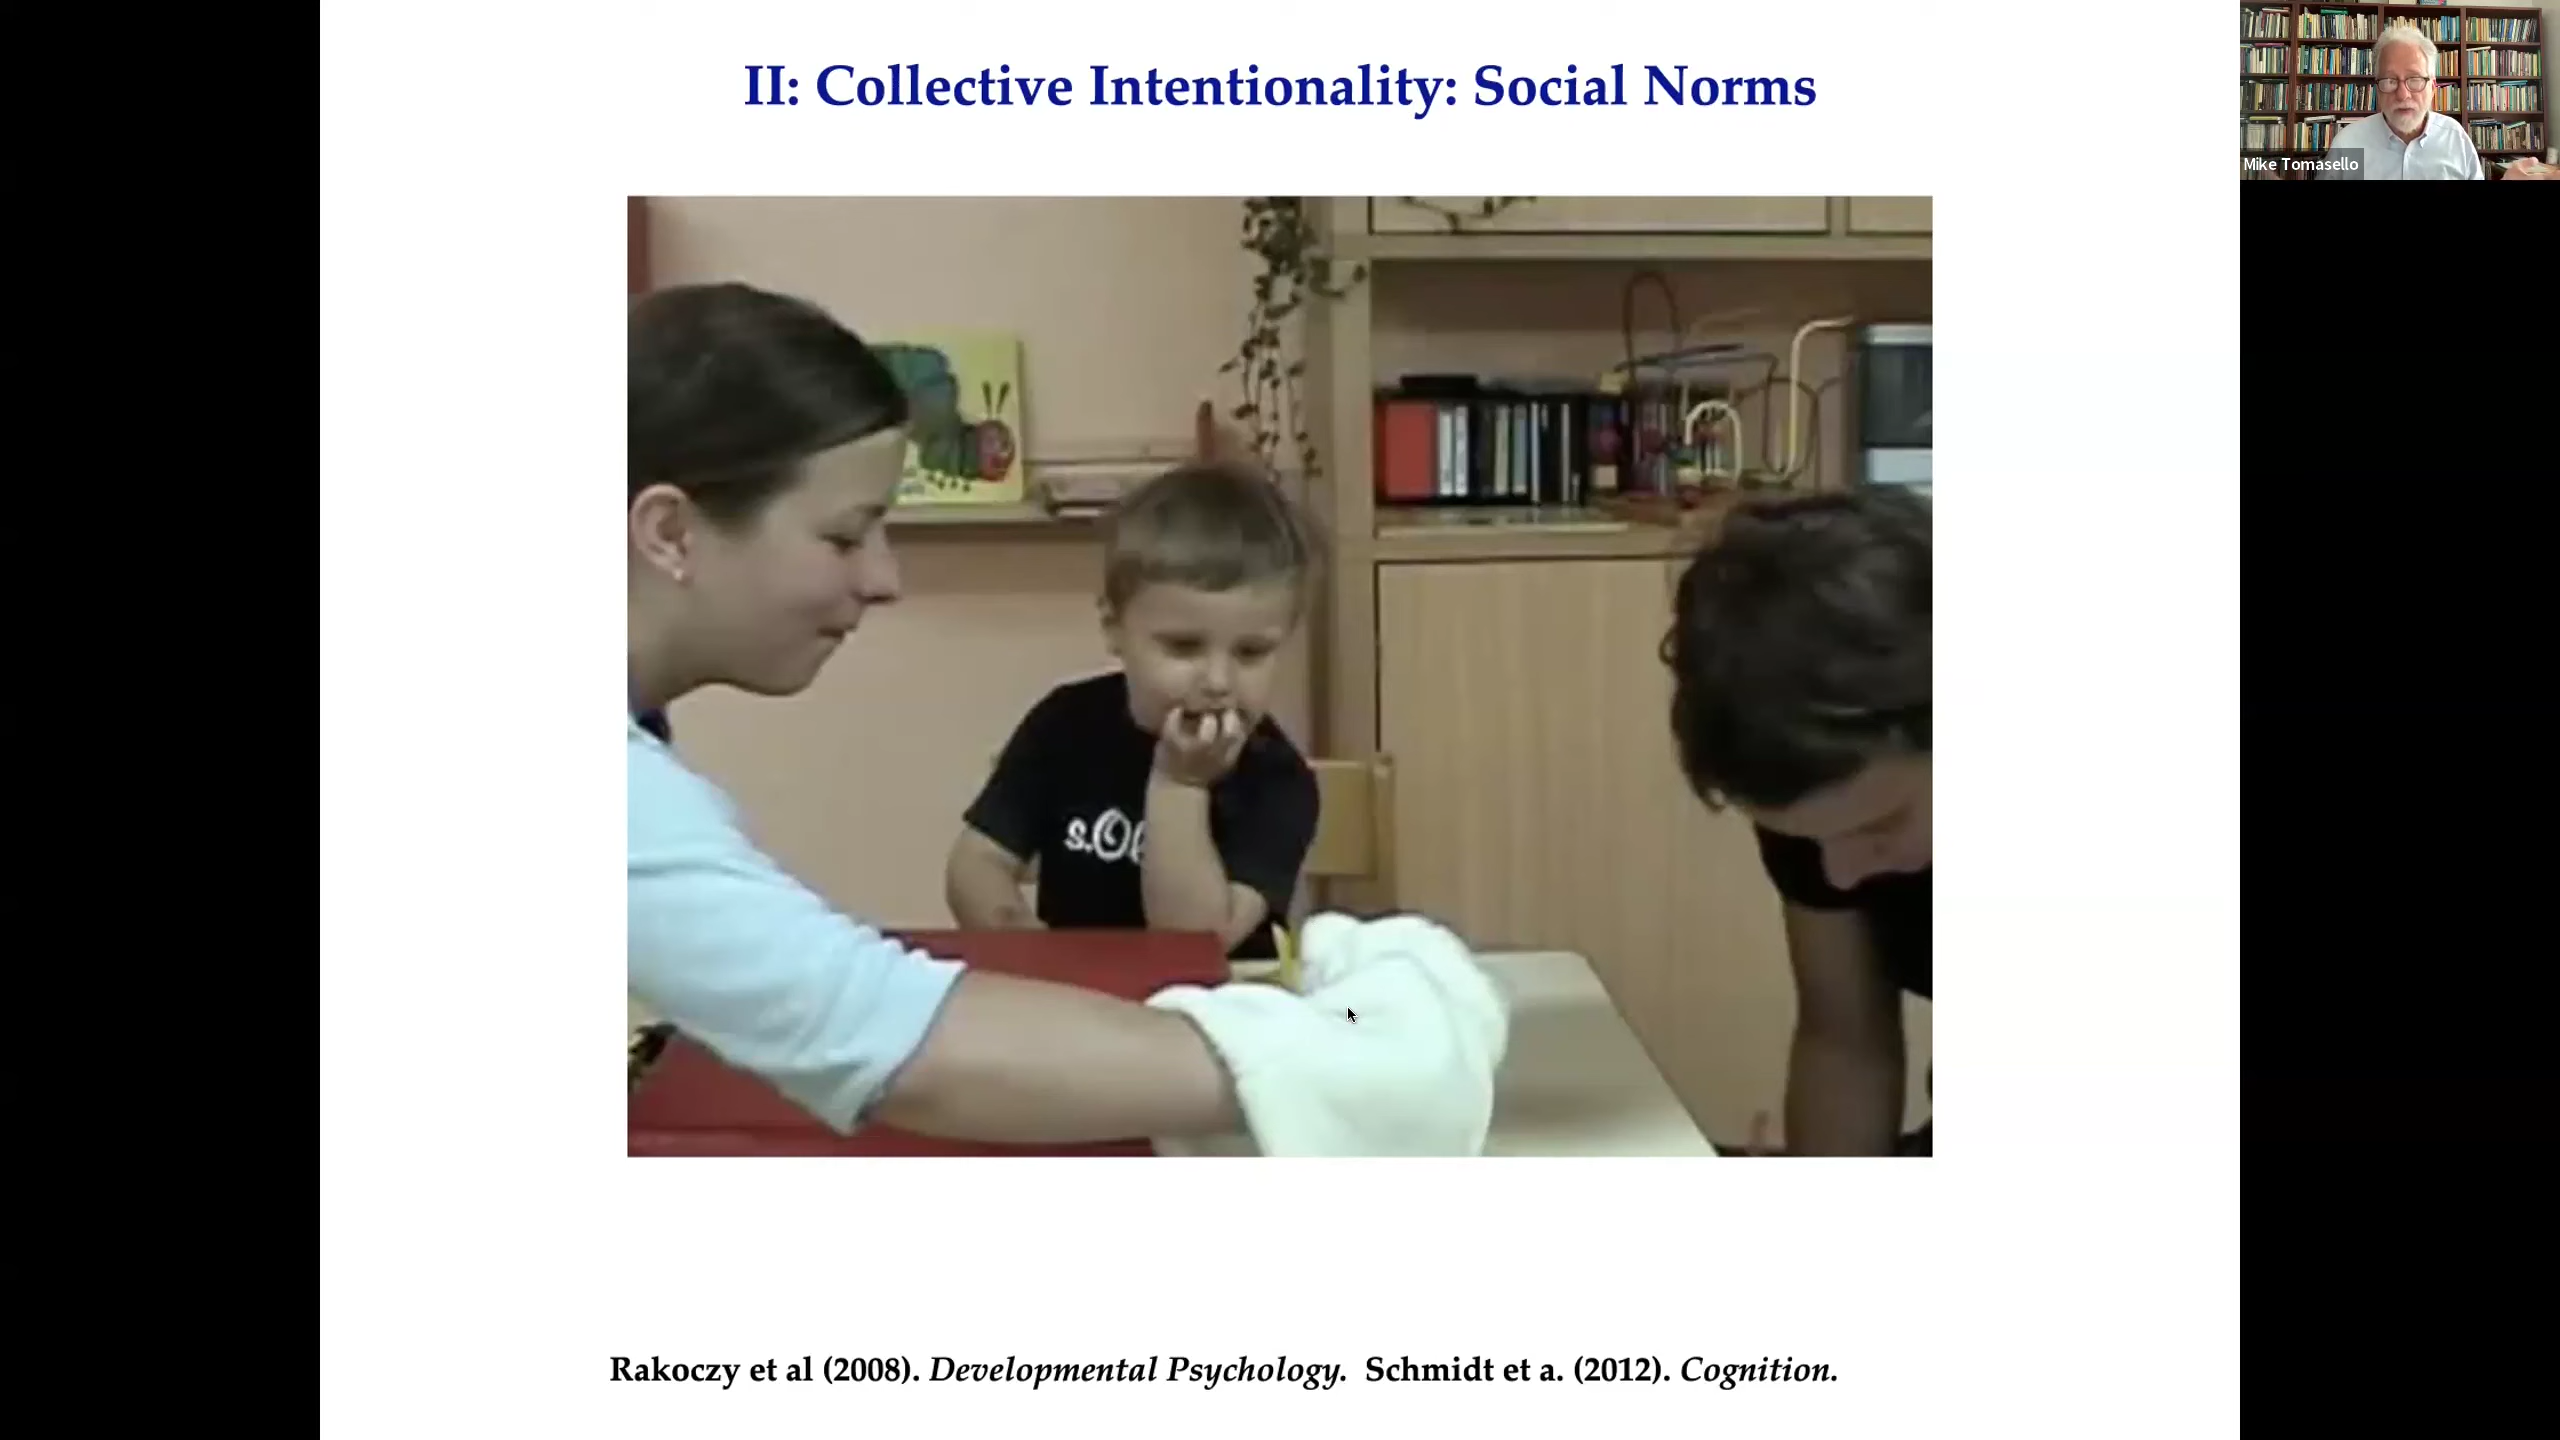 II: Collective Intentionality: Social Norms
Mike Tomasello
s.O
Rakoczy et al (2008). Developmental Psychology. Schmidt et a. (2012). Cognition.